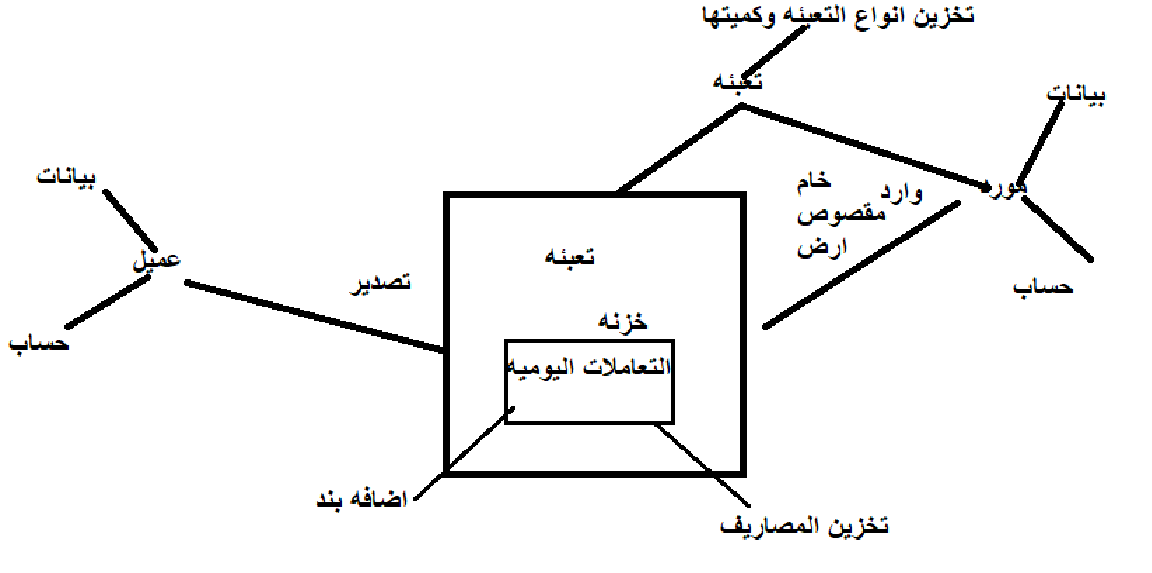 تخزين انواع التعبئه وكميتها
تعبئه
بيانات
مورد
وارد
خام
مقصوص
ارض
حساب
بيانات
عميل
حساب
تصدير
تعبئه
خزنه
التعاملات اليوميه
اضافه بند
تخزين المصاريف